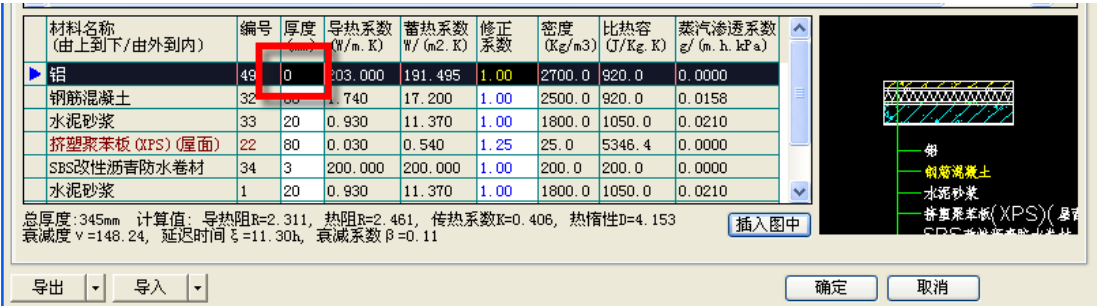 材料名称 编号 厚度 导热系数 蓄热系数 修正 密度 比热容 蒸汽渗透系数
(由上到下/由外到内) (W/m.K) W/(m2.K) 系数 (Kg/m3) (J/Kg.K) g/(m.h.kPa)
铝 49 0 203.000 191.495 1.00 2700.0 920.0 0.0000
钢筋混凝土 32 1.740 17.200 1.00 2500.0 920.0 0.0158
水泥砂浆 33 20 0.930 11.370 1.00 1800.0 1050.0 0.0210
挤塑聚苯板(XPS)(屋面) 22 80 0.030 0.540 1.25 25.0 5346.4 0.0000
SBS改性沥青防水卷材 34 3 200.000 200.000 1.00 200.0 200.0 0.0000
水泥砂浆 1 20 0.930 11.370 1.00 1800.0 1050.0 0.0210
总厚度:345mm 计算值: 导热阻R=2.311, 热阻R=2.461, 传热系数K=0.406, 热惰性D=4.153
衰减度ν=148.24, 延迟时间ξ=11.30h, 衰减系数β=0.11
插入图中
铝
钢筋混凝土
水泥砂浆
挤塑聚苯板(XPS)(
导出 导入 确定 取消